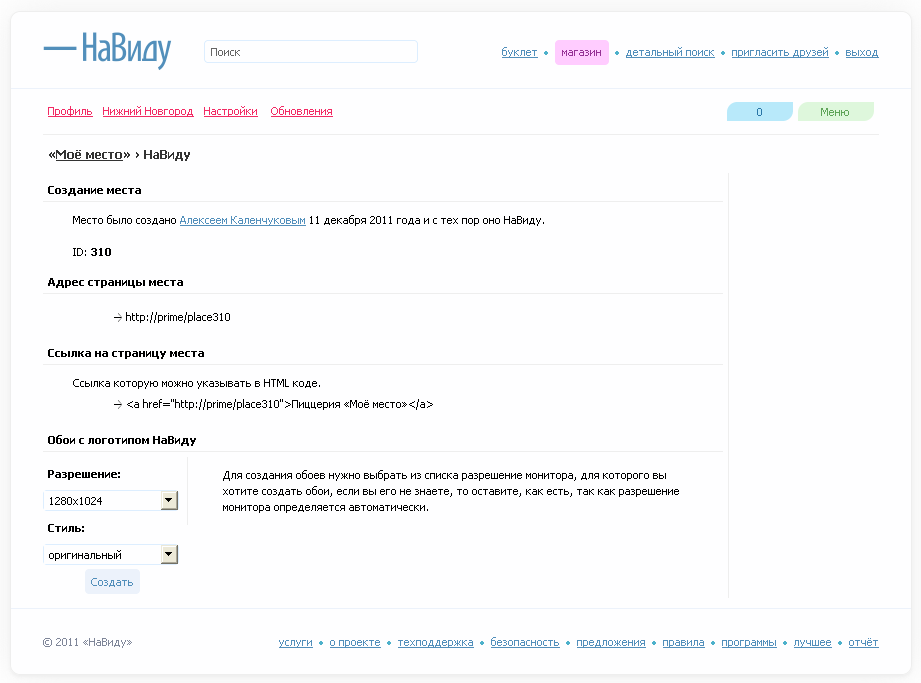 — НаВиду
Поиск
буклет • магазин • детальный поиск • пригласить друзей • выход
Профиль Нижний Новгород Настройки Обновления
0 Меню
«Моё место» › НаВиду
Создание места
Место было создано Алексеем Каленчуковым 11 декабря 2011 года и с тех пор оно НаВиду.
ID: 310
Адрес страницы места
→ http://prime/place310
Ссылка на страницу места
Ссылка которую можно указывать в HTML коде.
→ <a href="http://prime/place310">Пиццерия «Моё место»</a>
Обои с логотипом НаВиду
Разрешение:
1280x1024
Стиль:
оригинальный
Создать
Для создания обоев нужно выбрать из списка разрешение монитора, для которого вы
хотите создать обои, если вы его не знаете, то оставите, как есть, так как разрешение
монитора определяется автоматически.
© 2011 «НаВиду»
услуги • о проекте • техподдержка • безопасность • предложения • правила • программы • лучшее • отчёт